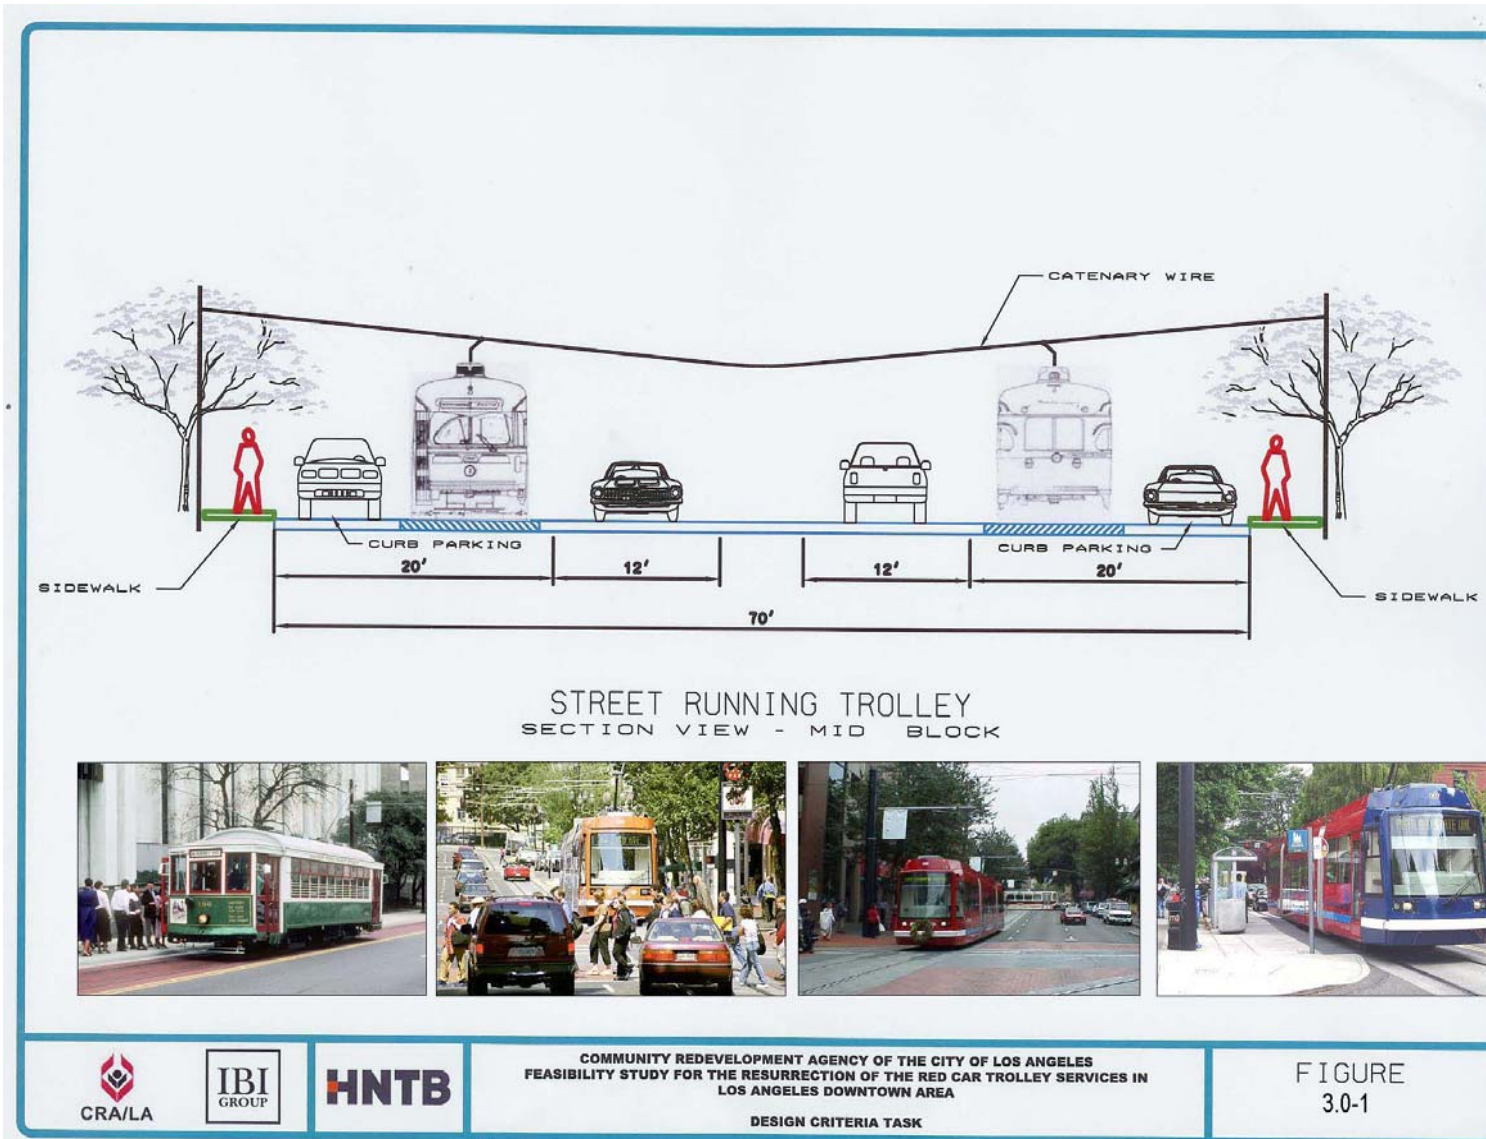 CATENARY WIRE
CURB PARKING
CURB PARKING
20'
12'
12'
20'
SIDEWALK
SIDEWALK
70'
STREET RUNNING TROLLEY
SECTION VIEW - MID BLOCK
CRA/LA
IBI
GROUP
HNTB
COMMUNITY REDEVELOPMENT AGENCY OF THE CITY OF LOS ANGELES
FEASIBILITY STUDY FOR THE RESURRECTION OF THE RED CAR TROLLEY SERVICES IN
LOS ANGELES DOWNTOWN AREA
DESIGN CRITERIA TASK
FIGURE
3.0-1